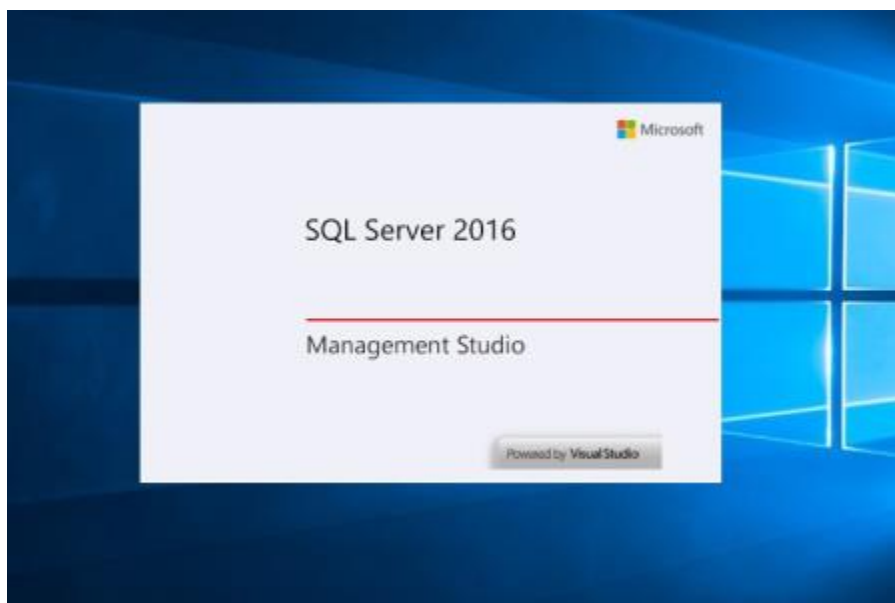 Microsoft
SQL Server 2016
Management Studio
Powered by Visual Studio